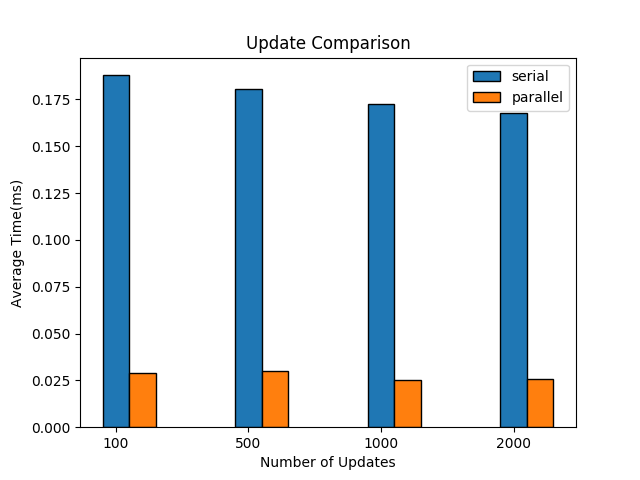 Update Comparison
serial
parallel
0.175
0.150
0.125
0.100
0.075
0.050
0.025
0.000
Average Time(ms)
100
500
1000
2000
Number of Updates